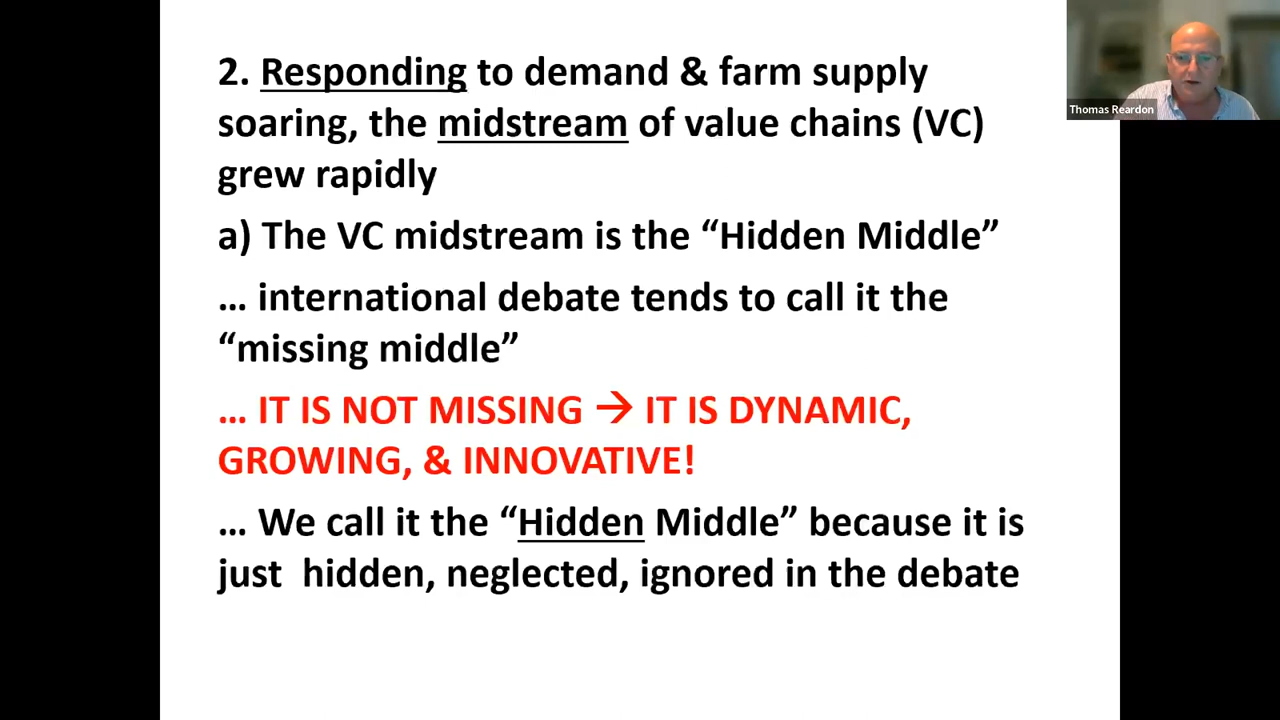 2. Responding to demand & farm supply
soaring, the midstream of value chains (VC)
grew rapidly
a) The VC midstream is the “Hidden Middle”
… international debate tends to call it the
“missing middle”
… IT IS NOT MISSING → IT IS DYNAMIC,
GROWING, & INNOVATIVE!
… We call it the “Hidden Middle” because it is
just  hidden, neglected, ignored in the debate
Thomas Reardon